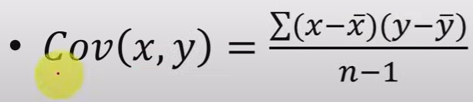 • Cov(x, y) = ∑(x−x̄)(y−ȳ) / n−1